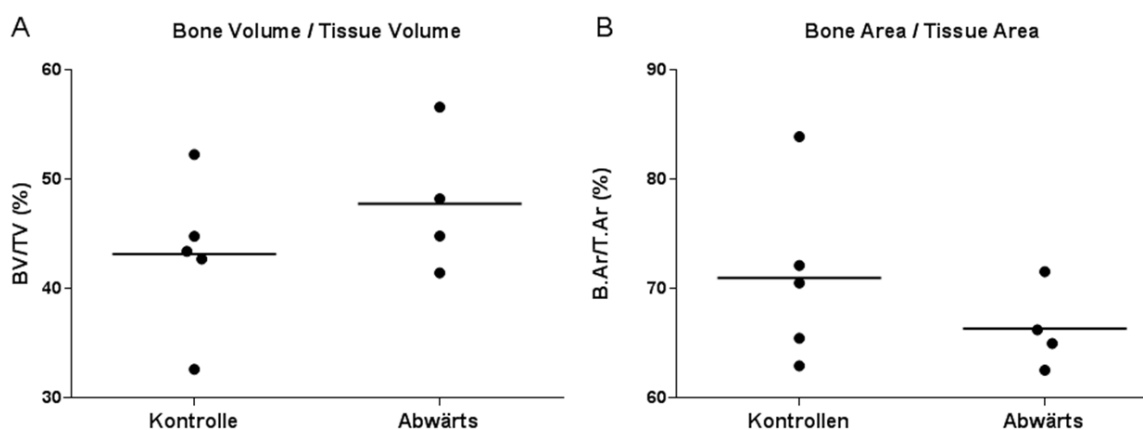 A
Bone Volume / Tissue Volume
BV/TV (%)
60
50
40
30
Kontrolle
Abwärts
B
Bone Area / Tissue Area
B.Ar/T.Ar (%)
90
80
70
60
Kontrollen
Abwärts